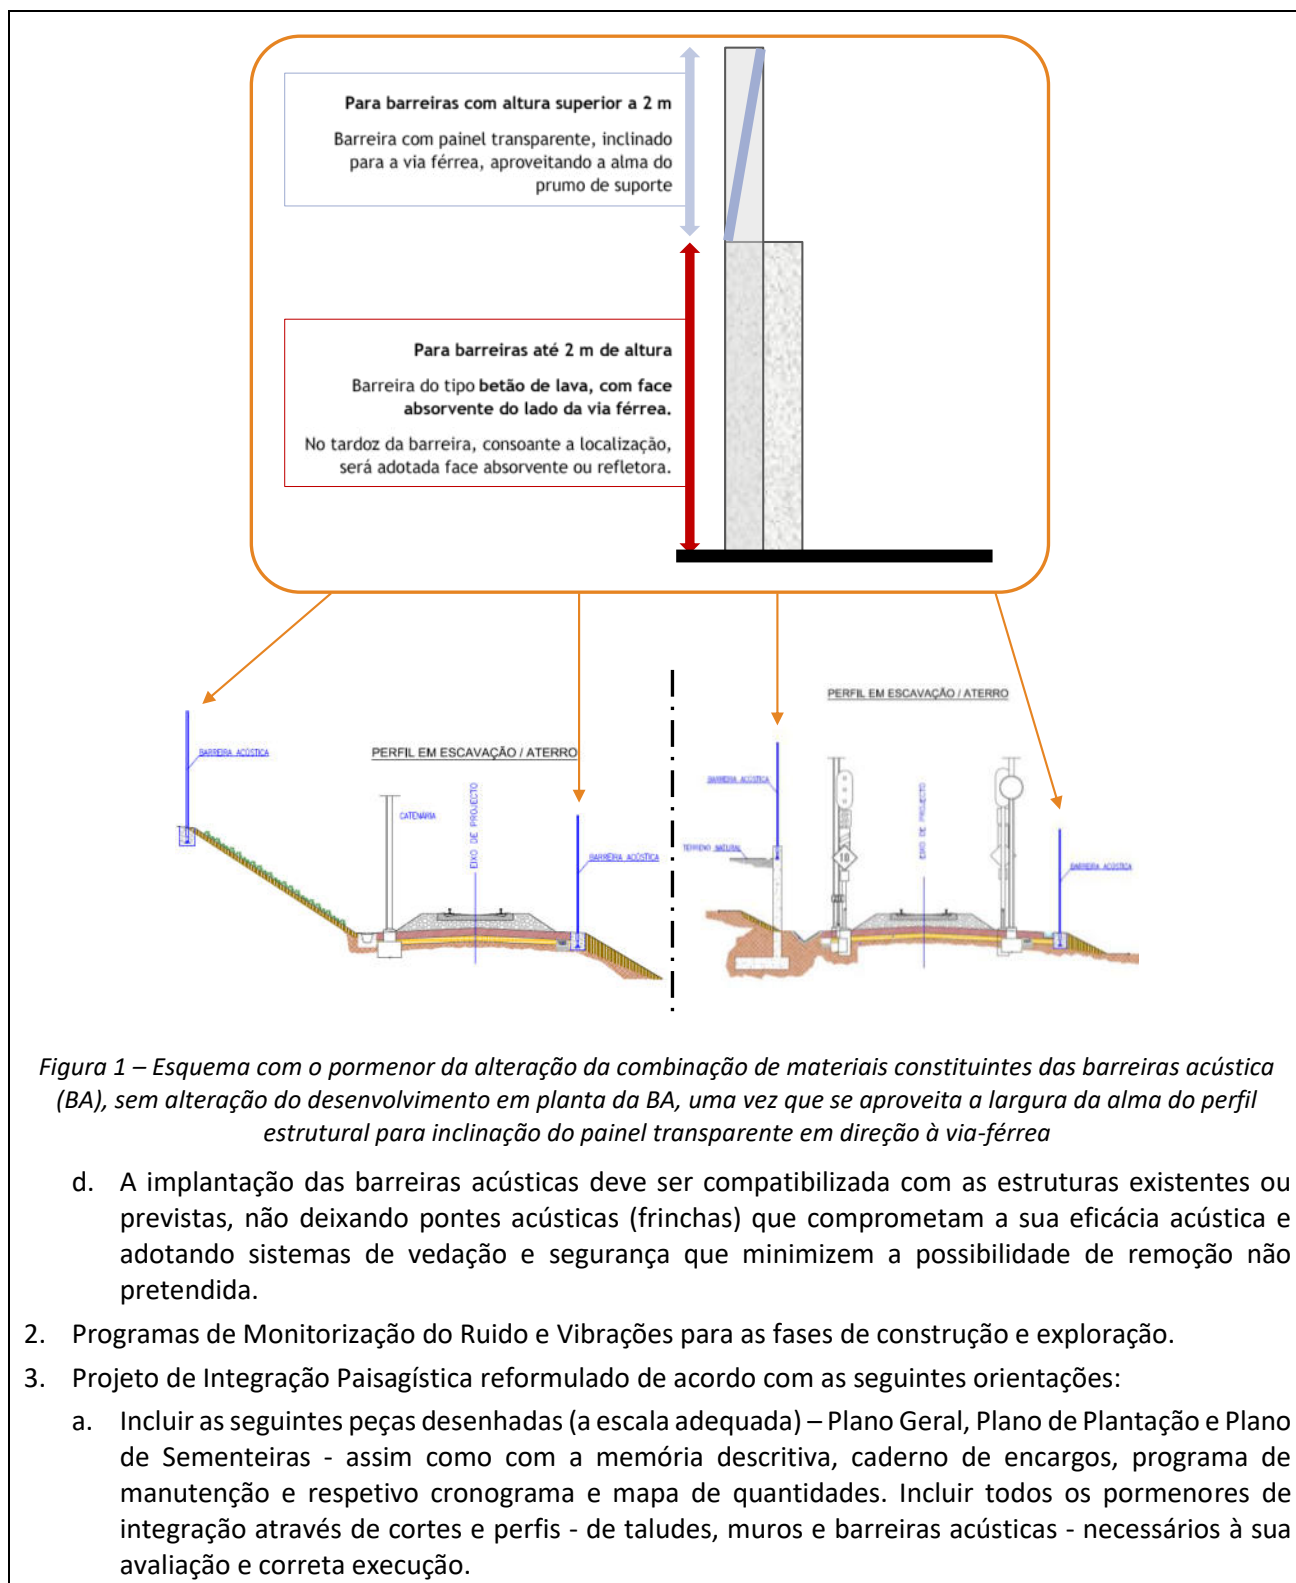 Para barreiras com altura superior a 2 m
Barreira com painel transparente, inclinado
para a via férrea, aproveitando a alma do
prumo de suporte
Para barreiras até 2 m de altura
Barreira do tipo betão de lava, com face
absorvente do lado da via férrea.
No tardoz da barreira, consoante a localização,
será adotada face absorvente ou refletora.
BARREIRA ACÚSTICA
PERFIL EM ESCAVAÇÃO / ATERRO
CATENÁRIA
EIXO DE PROJECTO
BARREIRA ACÚSTICA
PERFIL EM ESCAVAÇÃO / ATERRO
BARREIRA ACÚSTICA
TERRENO NATURAL
10
EIXO DE PROJECTO
BARREIRA ACÚSTICA
Figura 1 – Esquema com o pormenor da alteração da combinação de materiais constituintes das barreiras acústica
(BA), sem alteração do desenvolvimento em planta da BA, uma vez que se aproveita a largura da alma do perfil
estrutural para inclinação do painel transparente em direção à via-férrea
d. A implantação das barreiras acústicas deve ser compatibilizada com as estruturas existentes ou
previstas, não deixando pontes acústicas (frinchas) que comprometam a sua eficácia acústica e
adotando sistemas de vedação e segurança que minimizem a possibilidade de remoção não
pretendida.
2. Programas de Monitorização do Ruido e Vibrações para as fases de construção e exploração.
3. Projeto de Integração Paisagística reformulado de acordo com as seguintes orientações:
a. Incluir as seguintes peças desenhadas (a escala adequada) – Plano Geral, Plano de Plantação e Plano
de Sementeiras - assim como com a memória descritiva, caderno de encargos, programa de
manutenção e respetivo cronograma e mapa de quantidades. Incluir todos os pormenores de
integração através de cortes e perfis - de taludes, muros e barreiras acústicas - necessários à sua
avaliação e correta execução.